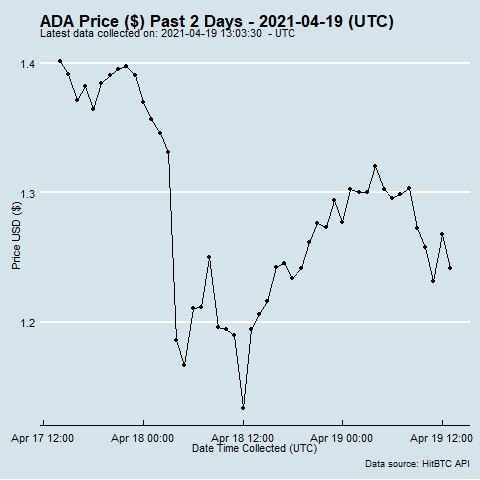 ADA Price ($) Past 2 Days - 2021-04-19 (UTC)
Latest data collected on: 2021-04-19 13:03:30 - UTC
1.4
1.3
1.2
Price USD ($)
Apr 17 12:00 Apr 18 00:00 Apr 18 12:00 Apr 19 00:00 Apr 19 12:00
Date Time Collected (UTC)
Data source: HitBTC API